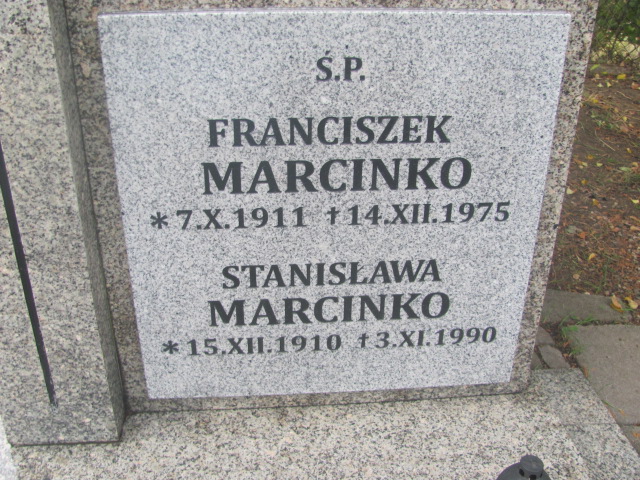 Ś.P.
FRANCISZEK
MARCINKO
* 7.X.1911 † 14.XII.1975
STANISŁAWA
MARCINKO
* 15.XII.1910 † 3.XI.1990